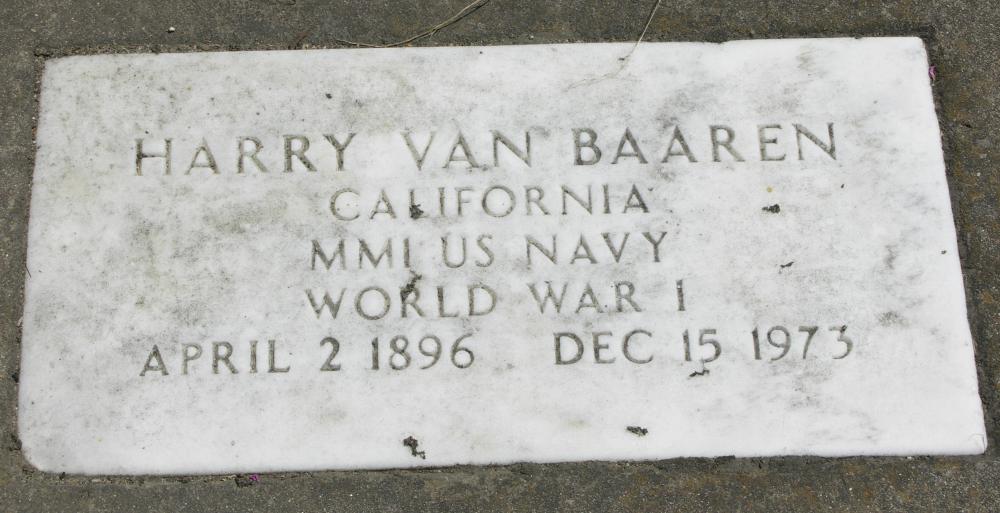 HARRY VAN BAAREN
CALIFORNIA
MM1 US NAVY
WORLD WAR I
APRIL 2 1896 DEC 15 1973